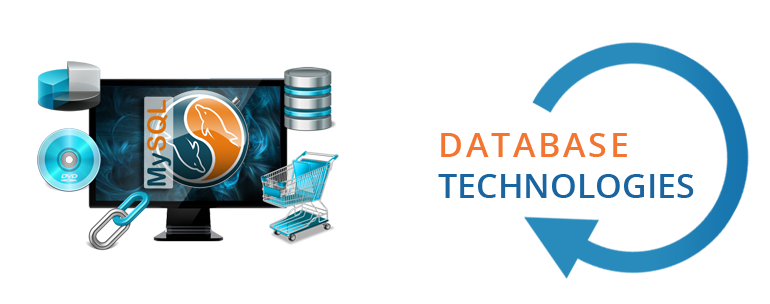 MySQL
DVD
DATABASE
TECHNOLOGIES